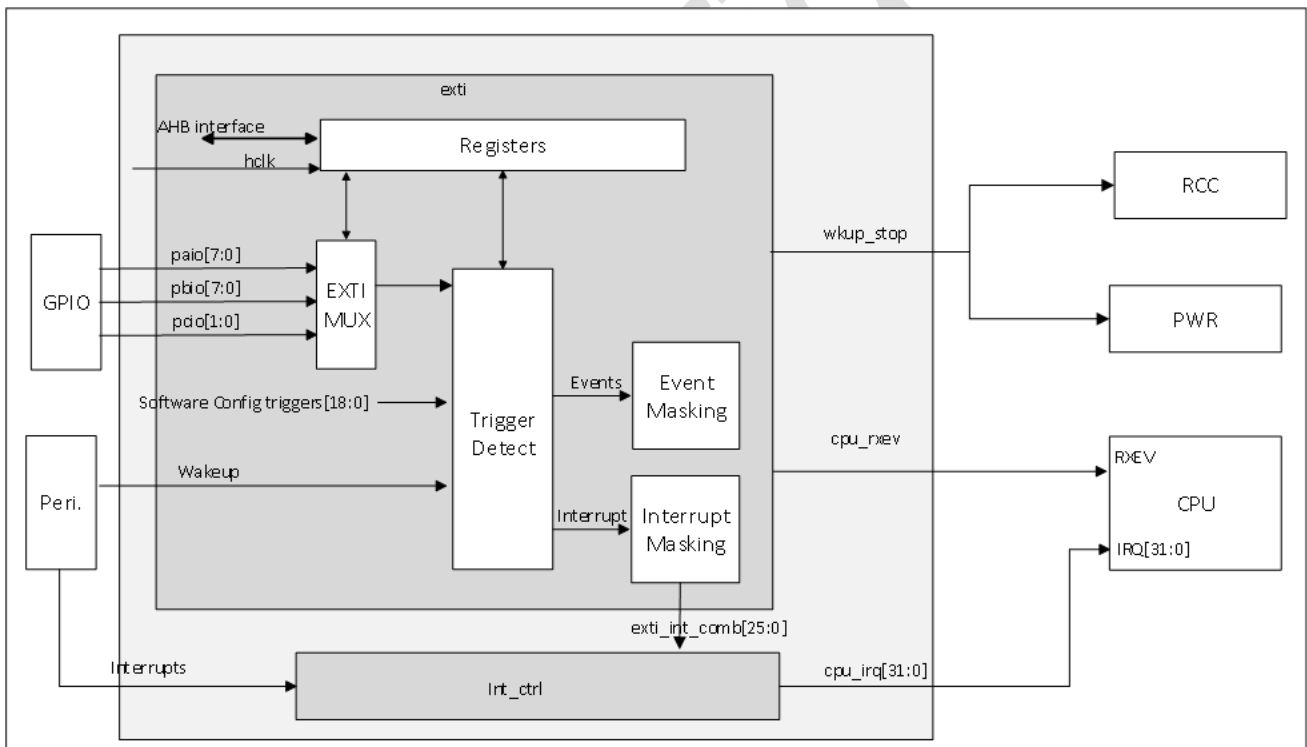 exti
AHB interface
Registers
hclk
RCC
wkup_stop
paio[7:0]
pbio[7:0]
pcio[1:0]
GPIO
EXTI
MUX
PWR
Events
Event
Masking
Software Config triggers[18:0]
Trigger
Detect
cpu_rxev
RXEV
Wakeup
Peri.
CPU
Interrupt
Interrupt
Masking
IRQ[31:0]
exti_int_comb[25:0]
Interrupts
Int_ctrl
cpu_irq[31:0]